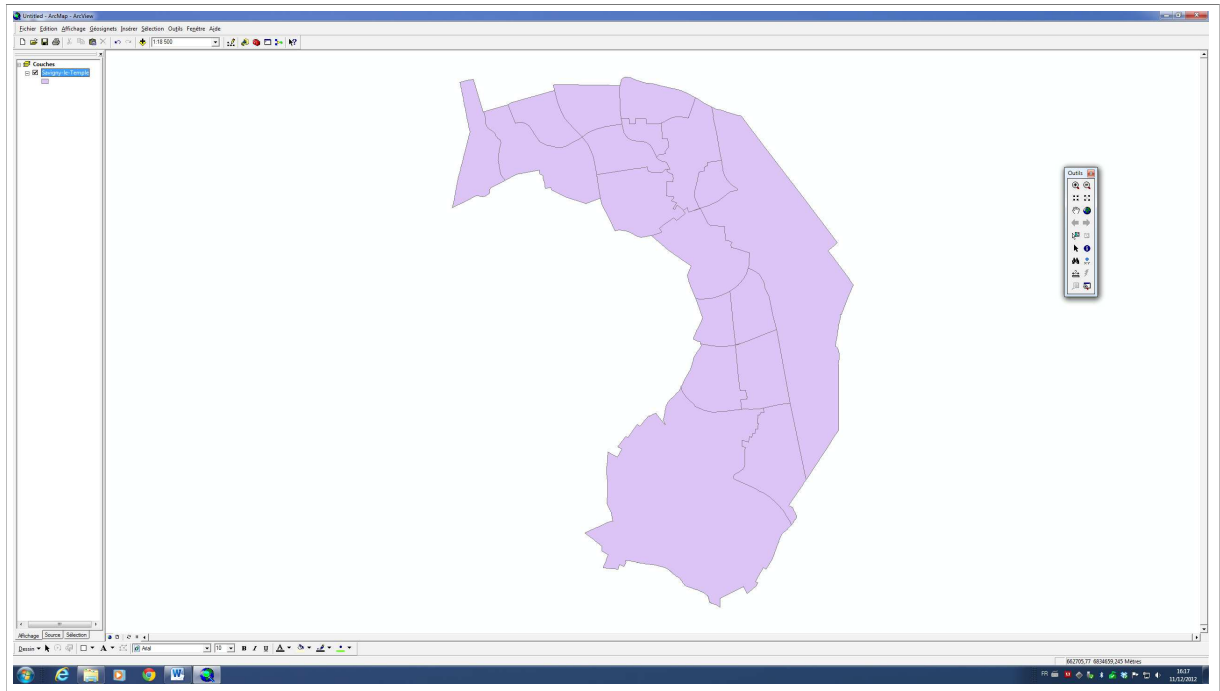 Untitled - ArcMap - ArcView
Fichier Edition Affichage Géosignets Insérer Sélection Outils Fenêtre Aide
1:18 500
Couches
Savigny-le-Temple
Outils
Affichage Source Sélection
Dessin A Arial 10 B I U A
662705,77 6834659,245 Mètres
FR 16:17
11/12/2012